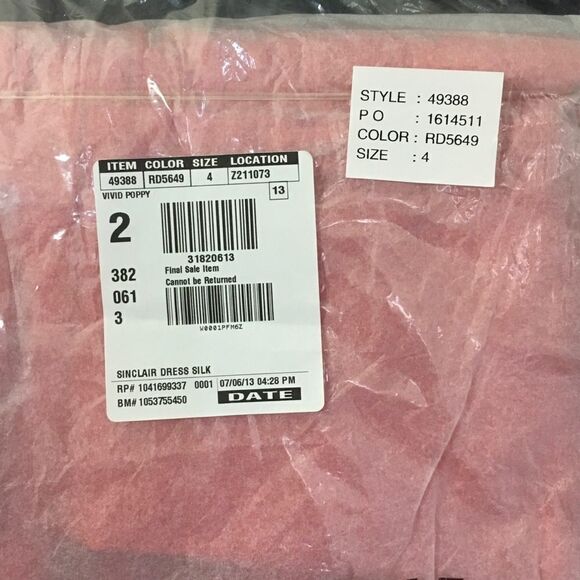 STYLE : 49388
P O : 1614511
COLOR : RD5649
SIZE : 4
ITEM COLOR SIZE LOCATION
49388 RD5649 4 Z211073
VIVID POPPY 13
2
31820613
382
061
3
Final Sale Item
Cannot be Returned
W0001PFM6Z
SINCLAIR DRESS SILK
RP# 1041699337 0001 07/06/13 04:28 PM
BM# 1053755450 DATE